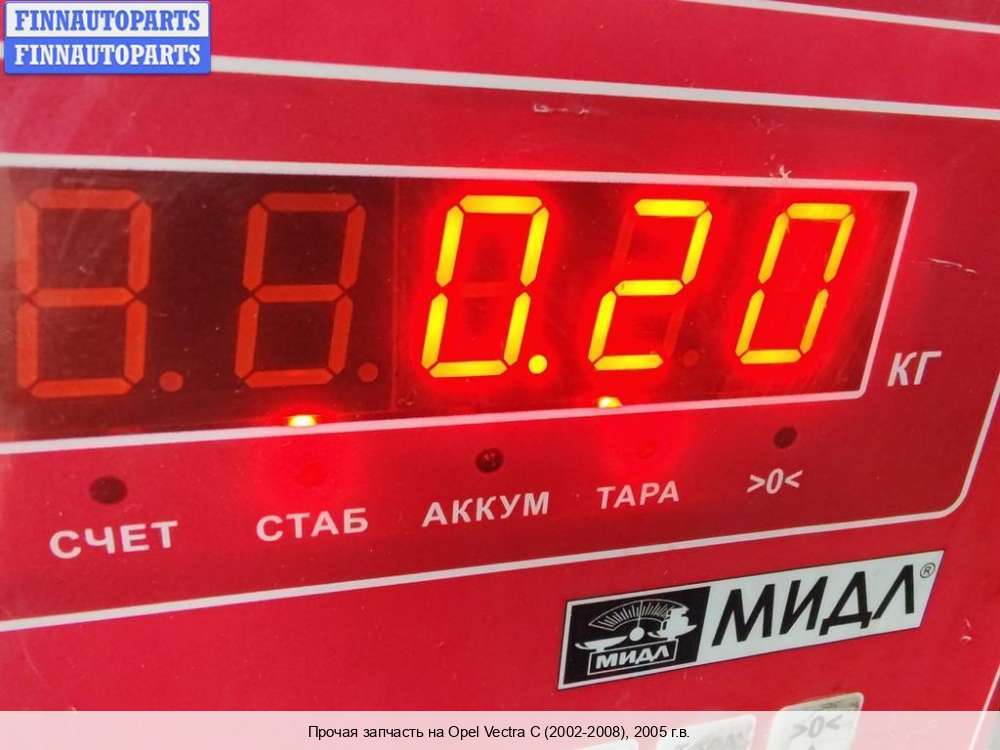 FINNAUTOPARTS
FINNAUTOPARTS
0.20
КГ
СЧЕТ СТАБ АККУМ ТАРА >0<
МИДЛ®
МИДЛ
>0<
Прочая запчасть на Opel Vectra C (2002-2008), 2005 г.в.